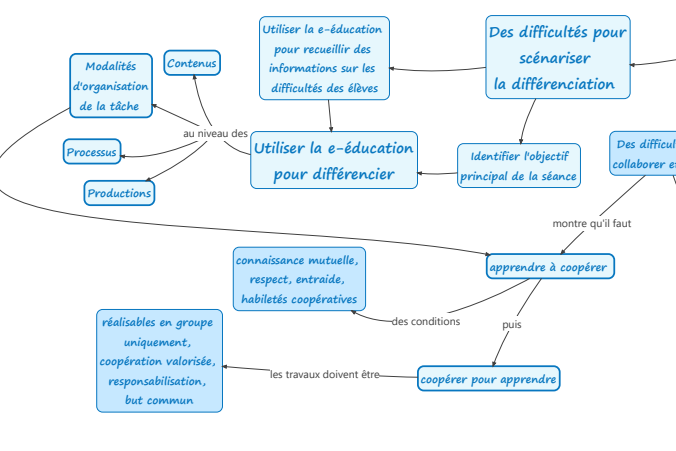 Utiliser la e-éducation
pour recueillir des
informations sur les
difficultés des élèves
Des difficultés pour
scénariser
la différenciation
Modalités
d'organisation
de la tâche
Contenus
au niveau des
Processus
Productions
Utiliser la e-éducation
pour différencier
Identifier l'objectif
principal de la séance
Des
collaborer
montre qu'il faut
apprendre à coopérer
connaissance mutuelle,
respect, entraide,
habiletés coopératives
des conditions
puis
réalisables en groupe
uniquement,
coopération valorisée,
responsabilisation,
but commun
les travaux doivent être
coopérer pour apprendre